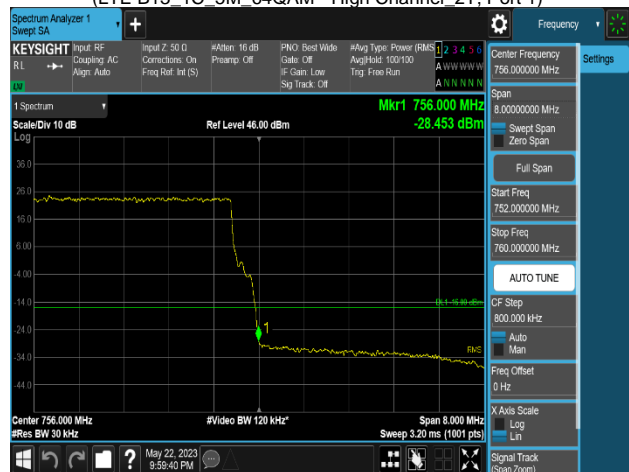 (LTE B13_1C_5M_64QAM - High Channel_2T, Port 1)
Spectrum Analyzer 1
Swept SA
+
Frequency
KEYSIGHT
RL
Input: RF
Coupling: AC
Align: Auto
Input Z: 50 Ω
Corrections: On
Freq Ref: Int (S)
#Atten: 16 dB
Preamp: Off
PNO: Best Wide
Gate: Off
IF Gain: Low
Sig Track: Off
#Avg Type: Power (RMS
Avg|Hold: 100/100
Trig: Free Run
1 2 3 4 5 6
A W W W W W
A N N N N N
1 Spectrum
Scale/Div 10 dB
Log
Ref Level 46.00 dBm
Mkr1 756.000 MHz
-28.453 dBm
36.0
26.0
16.0
6.00
-4.00
-14.0
-24.0
-34.0
-44.0
1
RMS
Center 756.000 MHz
#Res BW 30 kHz
#Video BW 120 kHz*
Span 8.000 MHz
Sweep 3.20 ms (1001 pts)
Center Frequency
756.000000 MHz
Settings
Span
8.00000000 MHz
Swept Span
Zero Span
Full Span
Start Freq
752.000000 MHz
Stop Freq
760.000000 MHz
AUTO TUNE
CF Step
800.000 kHz
Auto
Man
Freq Offset
0 Hz
X Axis Scale
Log
Lin
Signal Track
(Span Zoom)
?
May 22, 2023
9:59:40 PM